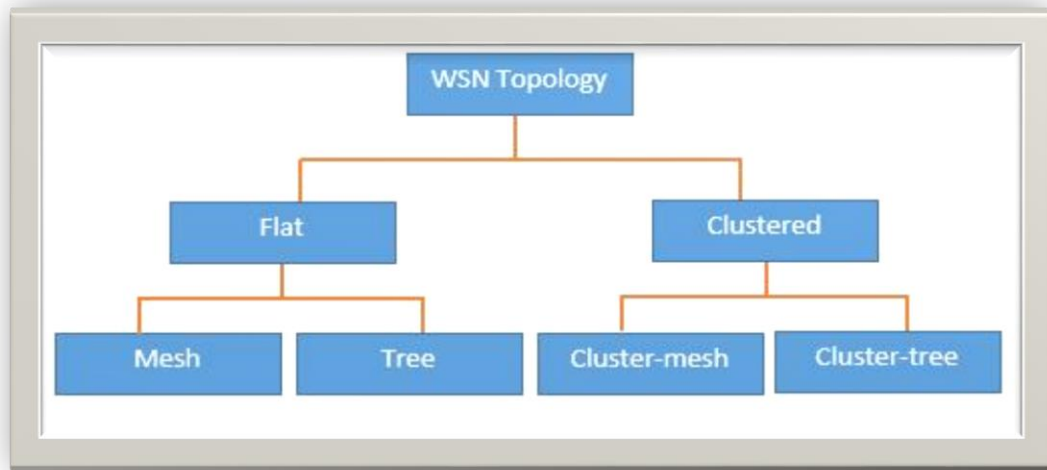 WSN Topology
Flat
Clustered
Mesh
Tree
Cluster-mesh
Cluster-tree